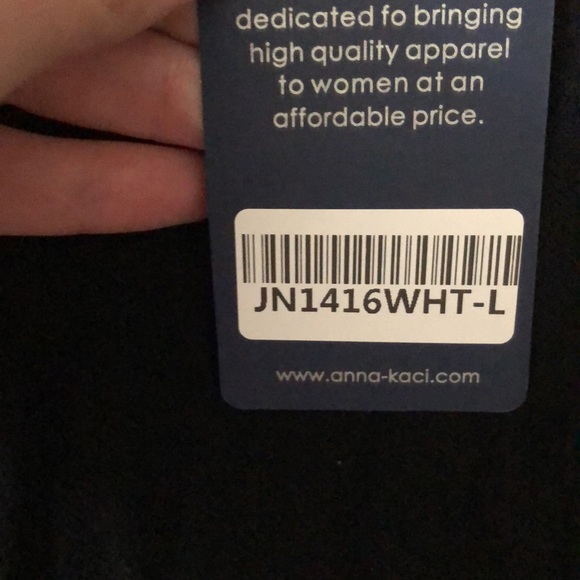 dedicated fo bringing
high quality apparel
to women at an
affordable price.
JN1416WHT-L
www.anna-kaci.com